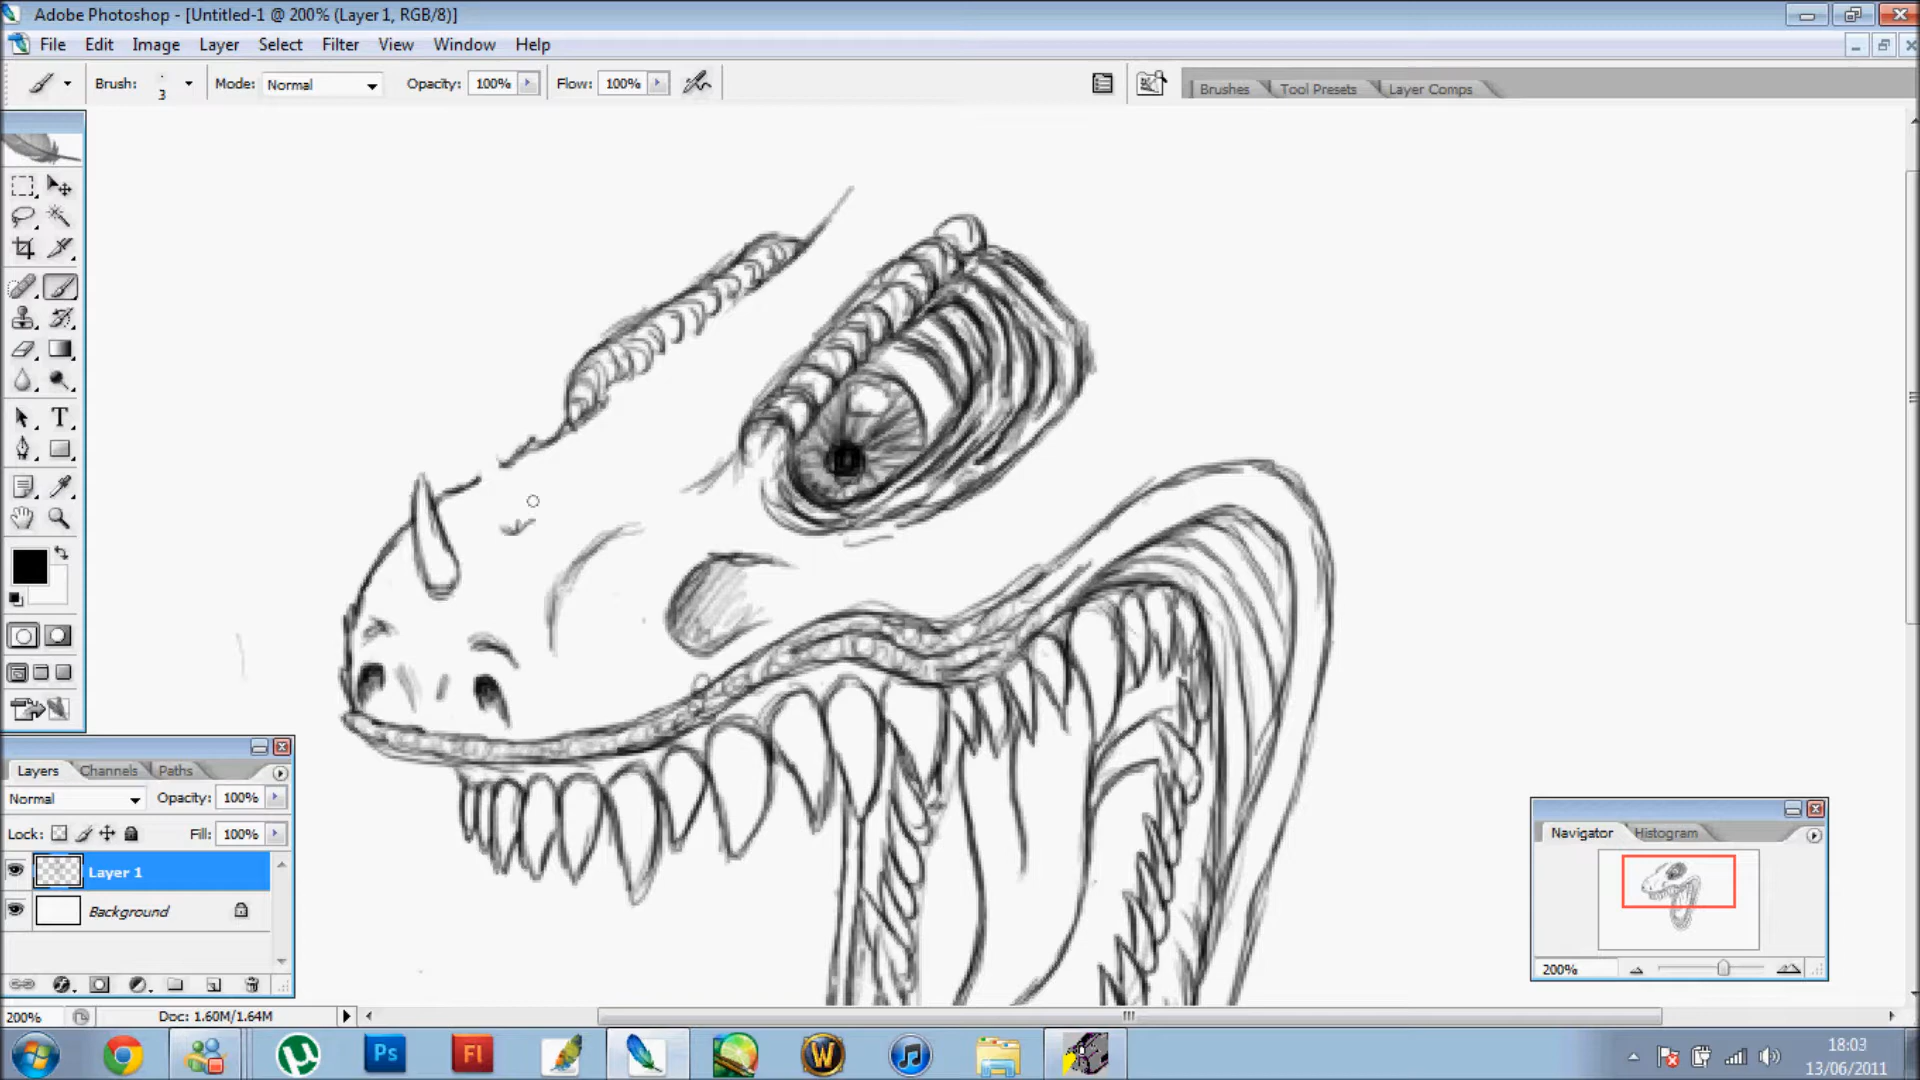 Adobe Photoshop - [Untitled-1 @ 200% (Layer 1, RGB/8)]
File Edit Image Layer Select Filter View Window Help
Brush: 3 Mode: Normal Opacity: 100% Flow: 100%
Brushes Tool Presets Layer Comps
T
Layers Channels Paths
Normal Opacity: 100%
Lock: Fill: 100%
Layer 1
Background
Navigator Histogram
200%
200% Doc: 1.60M/1.64M
Ps Fl W
18:03
13/06/2011